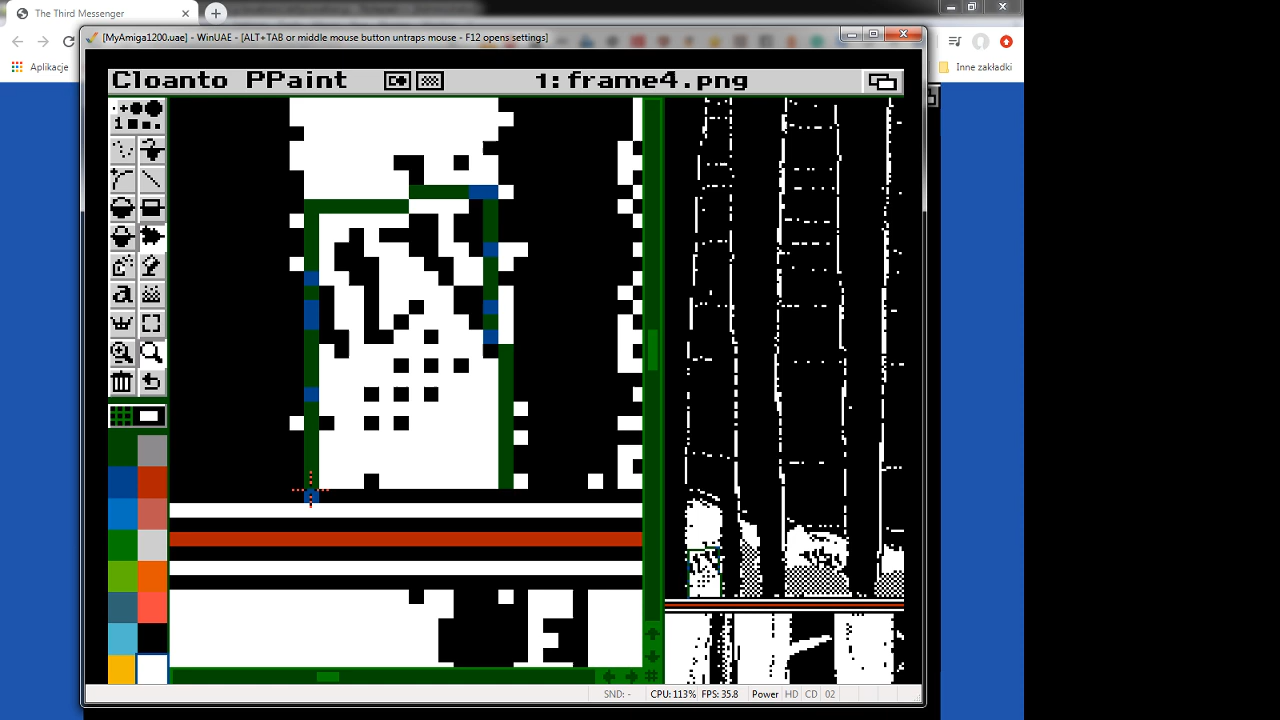 The Third Messenger
[MyAmiga1200.uae] - WinUAE - [ALT+TAB or middle mouse button untraps mouse - F12 opens settings]
Aplikacje
Inne zakładki
Cloanto PPaint
1:frame4.png
1
a
SND: -
CPU: 113%
FPS: 35.8
Power
HD
CD
02